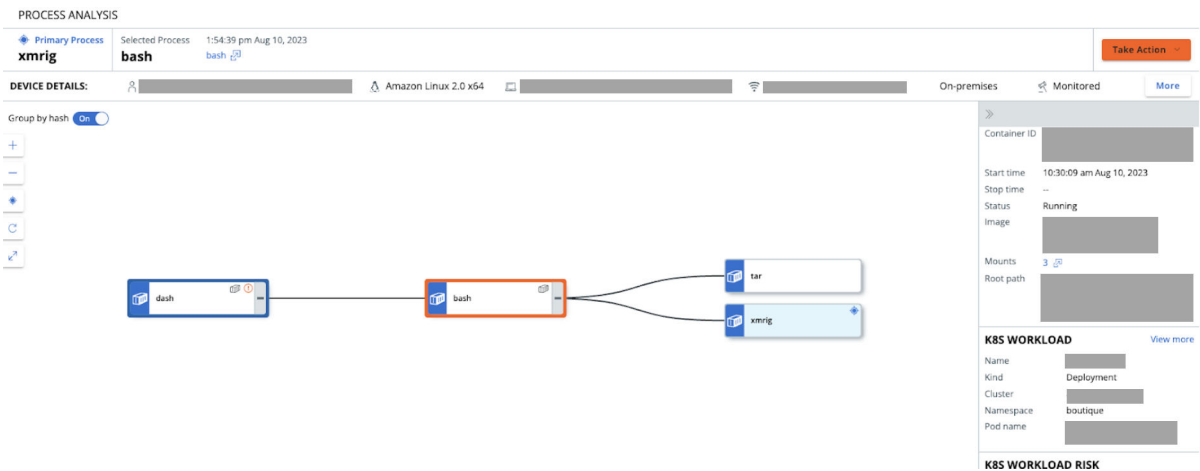 PROCESS ANALYSIS
Primary Process
xmrig
Selected Process
bash
1:54:39 pm Aug 10, 2023
bash
Take Action
DEVICE DETAILS:
Amazon Linux 2.0 x64
On-premises
Monitored
More
Group by hash On
dash
bash
tar
xmrig
Container ID
Start time 10:30:09 am Aug 10, 2023
Stop time --
Status Running
Image
Mounts 3
Root path
K8S WORKLOAD View more
Name
Kind Deployment
Cluster
Namespace boutique
Pod name
K8S WORKLOAD RISK